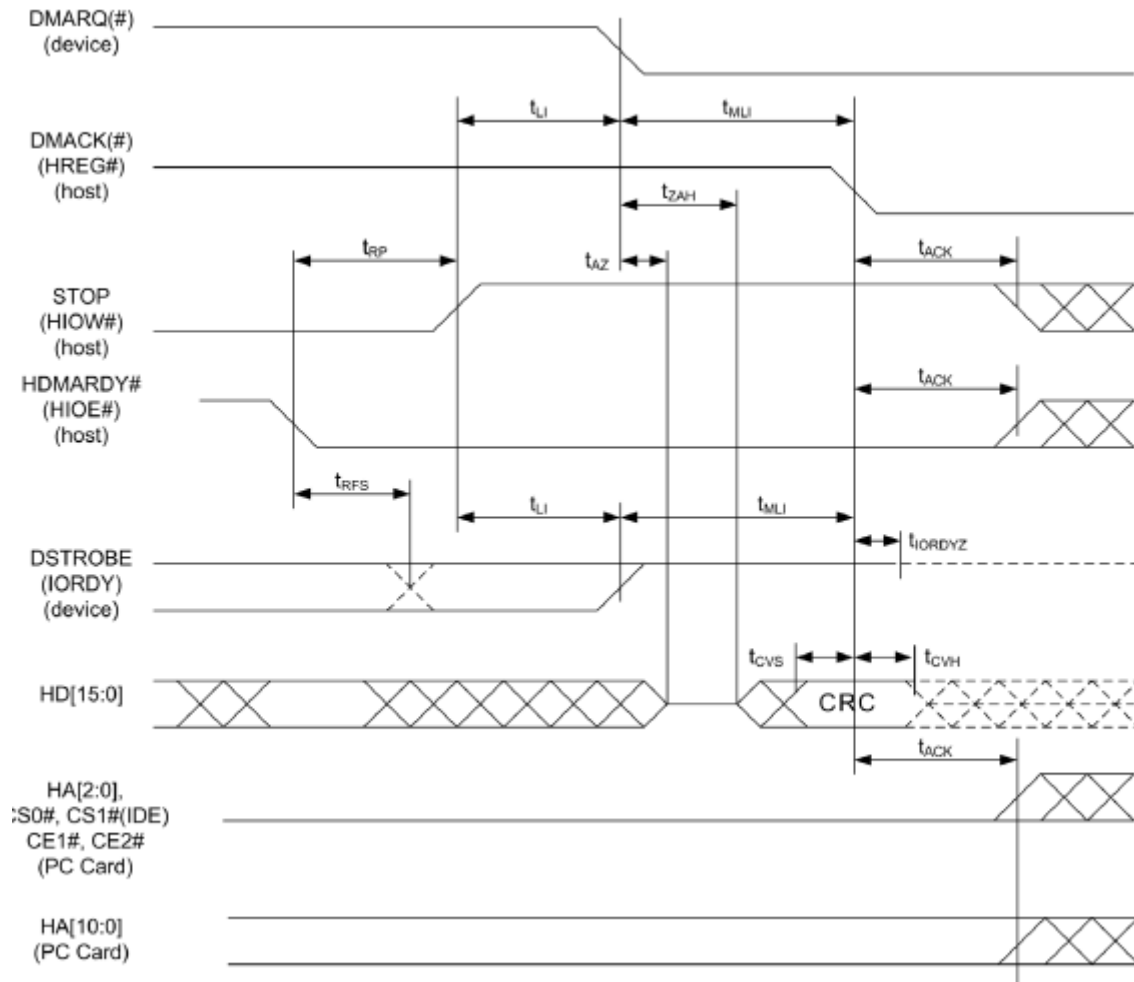 DMARQ(#)
(device)
tLI
tMLI
DMACK(#)
(HREG#)
(host)
tZAH
tRP
tAZ
tACK
STOP
(HIOW#)
(host)
HDMARDY#
(HIOE#)
(host)
tACK
tRFS
tLI
tMLI
tIORDYZ
DSTROBE
(IORDY)
(device)
tCVS
tCVH
HD[15:0]
CRC
tACK
HA[2:0],
CS0#, CS1#(IDE)
CE1#, CE2#
(PC Card)
HA[10:0]
(PC Card)